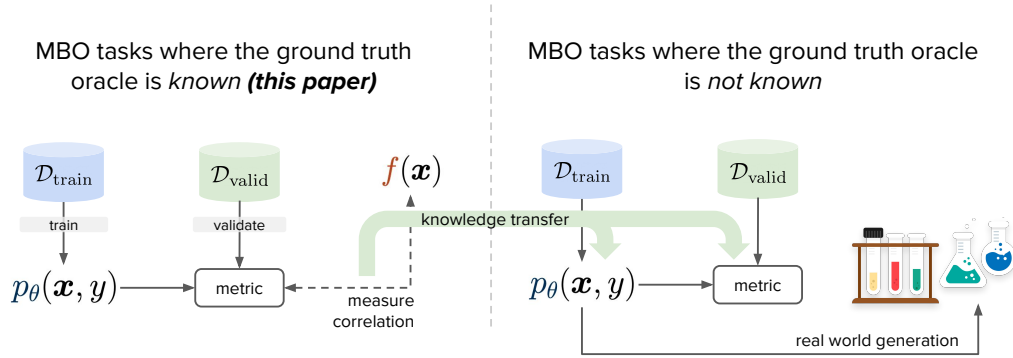 MBO tasks where the ground truth
oracle is known (this paper)
𝒟train
𝒟valid
f(x)
train
validate
pθ(x, y)
metric
measure
correlation
knowledge transfer
MBO tasks where the ground truth oracle
is not known
𝒟train
𝒟valid
pθ(x, y)
metric
real world generation